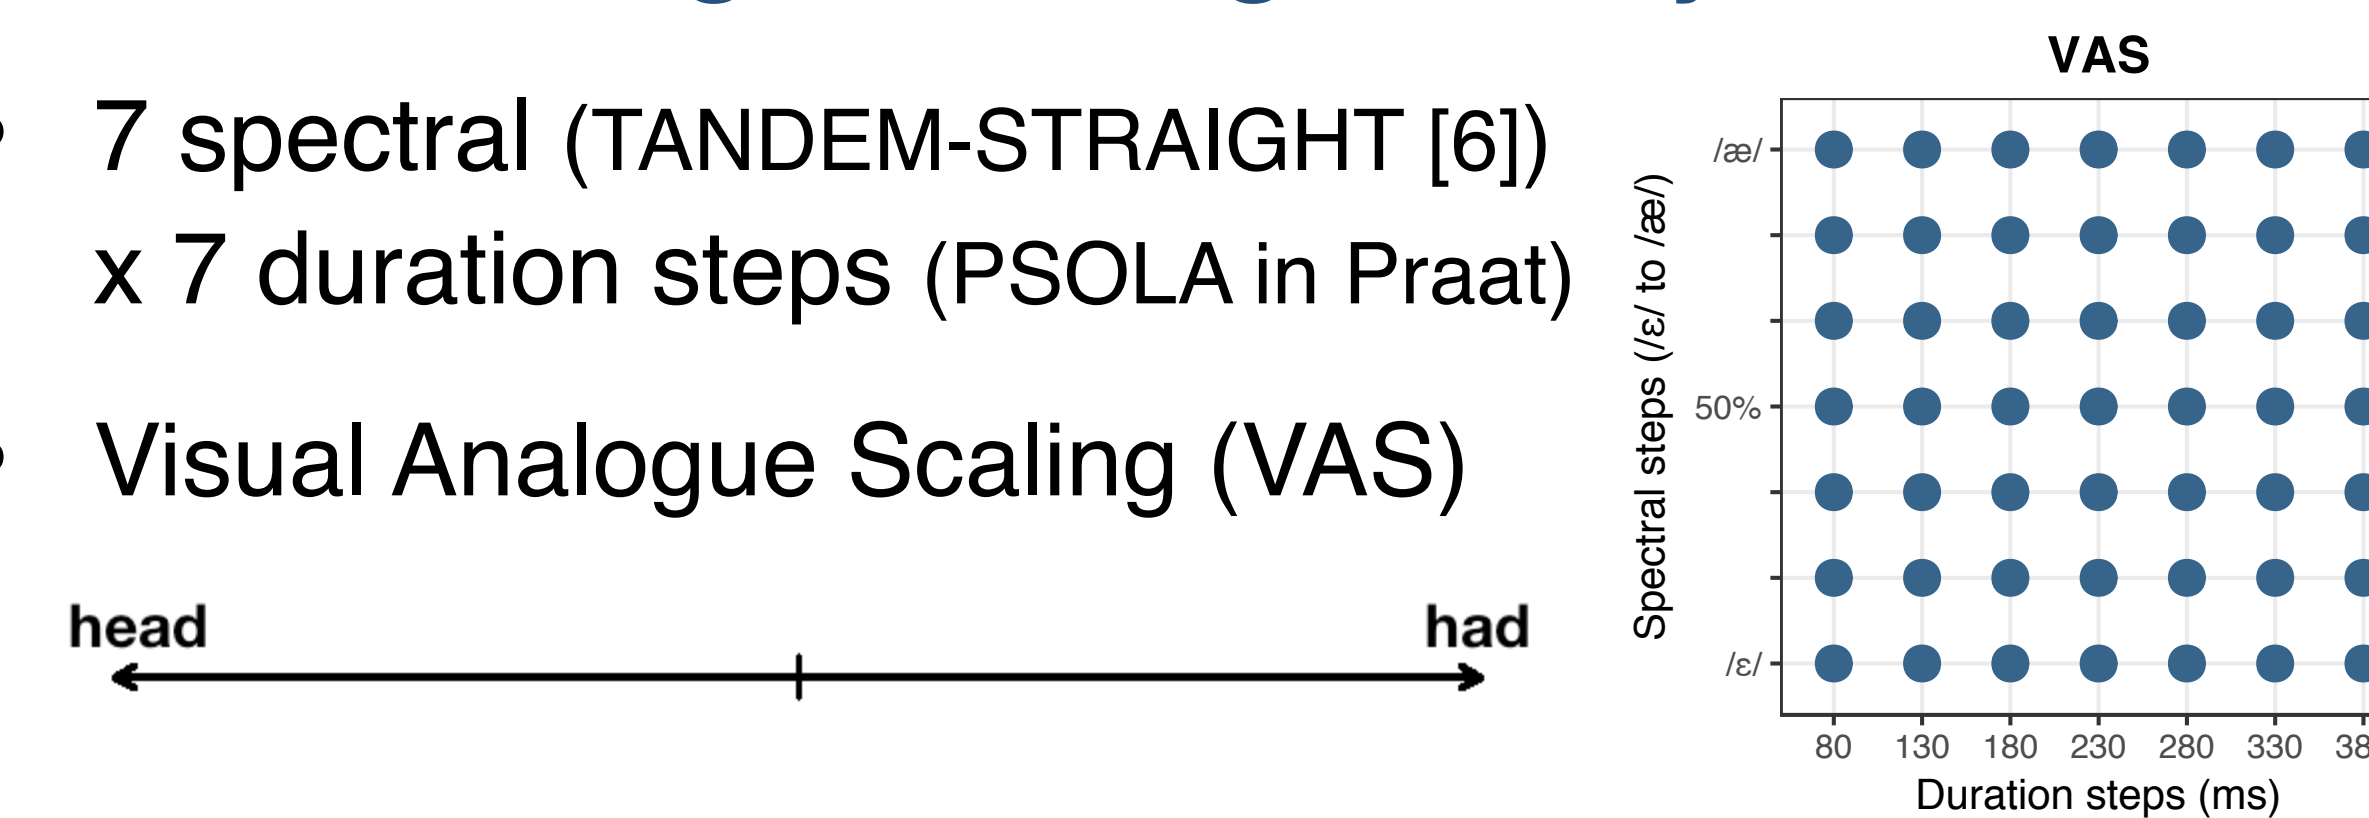 7 spectral (TANDEM-STRAIGHT [6])
x 7 duration steps (PSOLA in Praat)
Visual Analogue Scaling (VAS)
head had
VAS
Spectral steps (/ɛ/ to /æ/)
/æ/
50%
/ɛ/
80 130 180 230 280 330
Duration steps (ms)